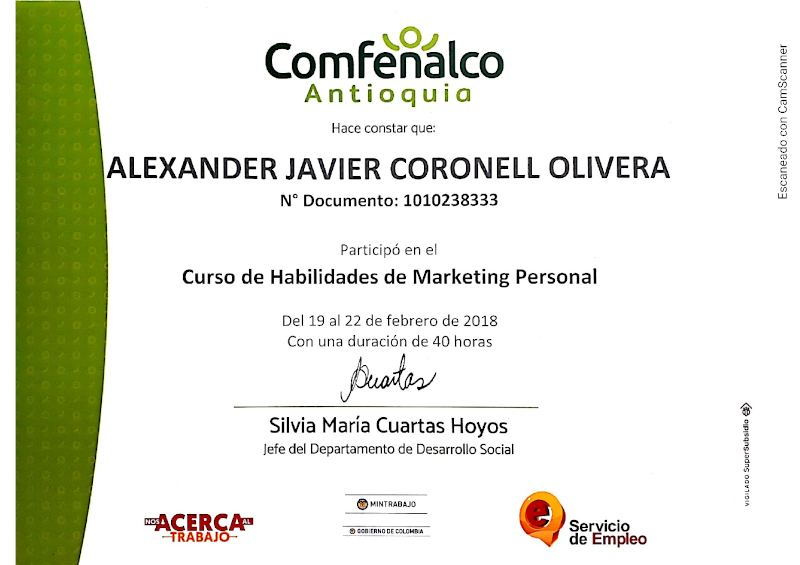 Comfenalco
Antioquia
Hace constar que:
ALEXANDER JAVIER CORONELL OLIVERA
N° Documento: 1010238333
Participó en el
Curso de Habilidades de Marketing Personal
Del 19 al 22 de febrero de 2018
Con una duración de 40 horas
Cuartas
Silvia María Cuartas Hoyos
Jefe del Departamento de Desarrollo Social
NOS ACERCA AL
TRABAJO
MINTRABAJO
GOBIERNO DE COLOMBIA
e
Servicio
de Empleo
VIGILADO SuperSubsidio
Escaneado con CamScanner